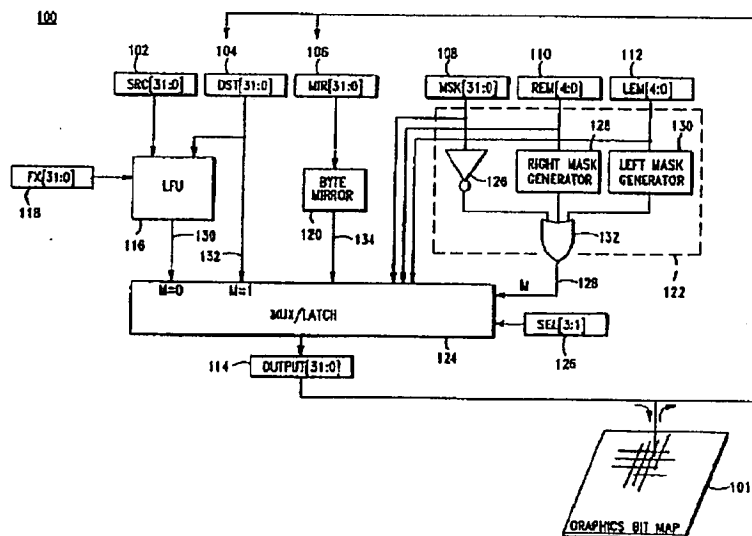 100
102
104
106
108
110
112
SRC[31:0]
DST[31:0]
MIR[31:0]
MSK[31:0]
REM[4:0]
LEM[4:0]
128
130
FX[31:0]
118
LFU
116
BYTE
MIRROR
120
126
RIGHT MASK
GENERATOR
LEFT MASK
GENERATOR
132
130
132
134
128
122
M=0
M=1
M
MUX/LATCH
124
SEL[3:1]
126
114
OUTPUT[31:0]
101
GRAPHICS BIT MAP